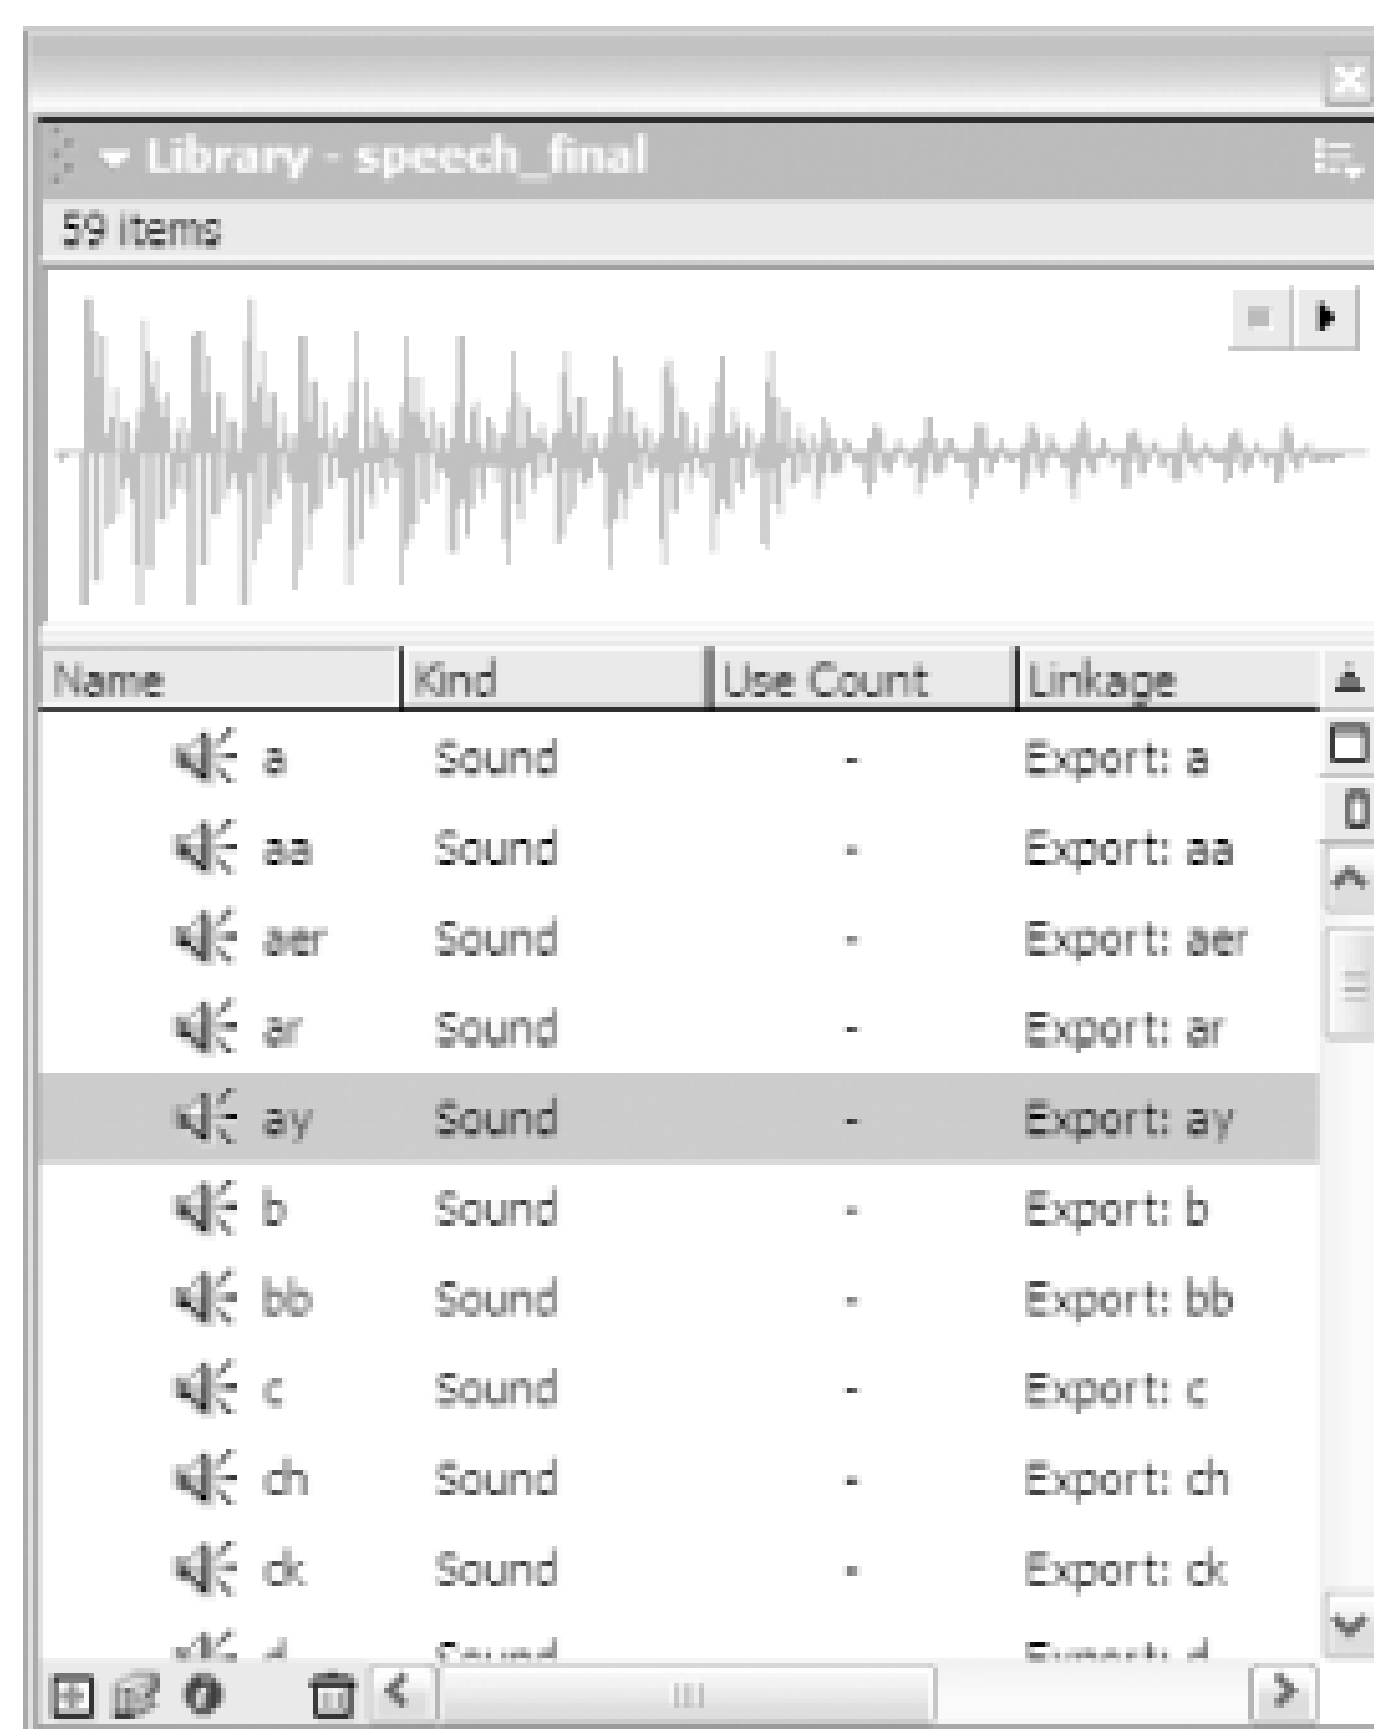 Library - speech_final
59 items
Name Kind Use Count Linkage
a Sound - Export: a
aa Sound - Export: aa
aer Sound - Export: aer
ar Sound - Export: ar
ay Sound - Export: ay
b Sound - Export: b
bb Sound - Export: bb
c Sound - Export: c
ch Sound - Export: ch
ck Sound - Export: ck
d Sound Export: d